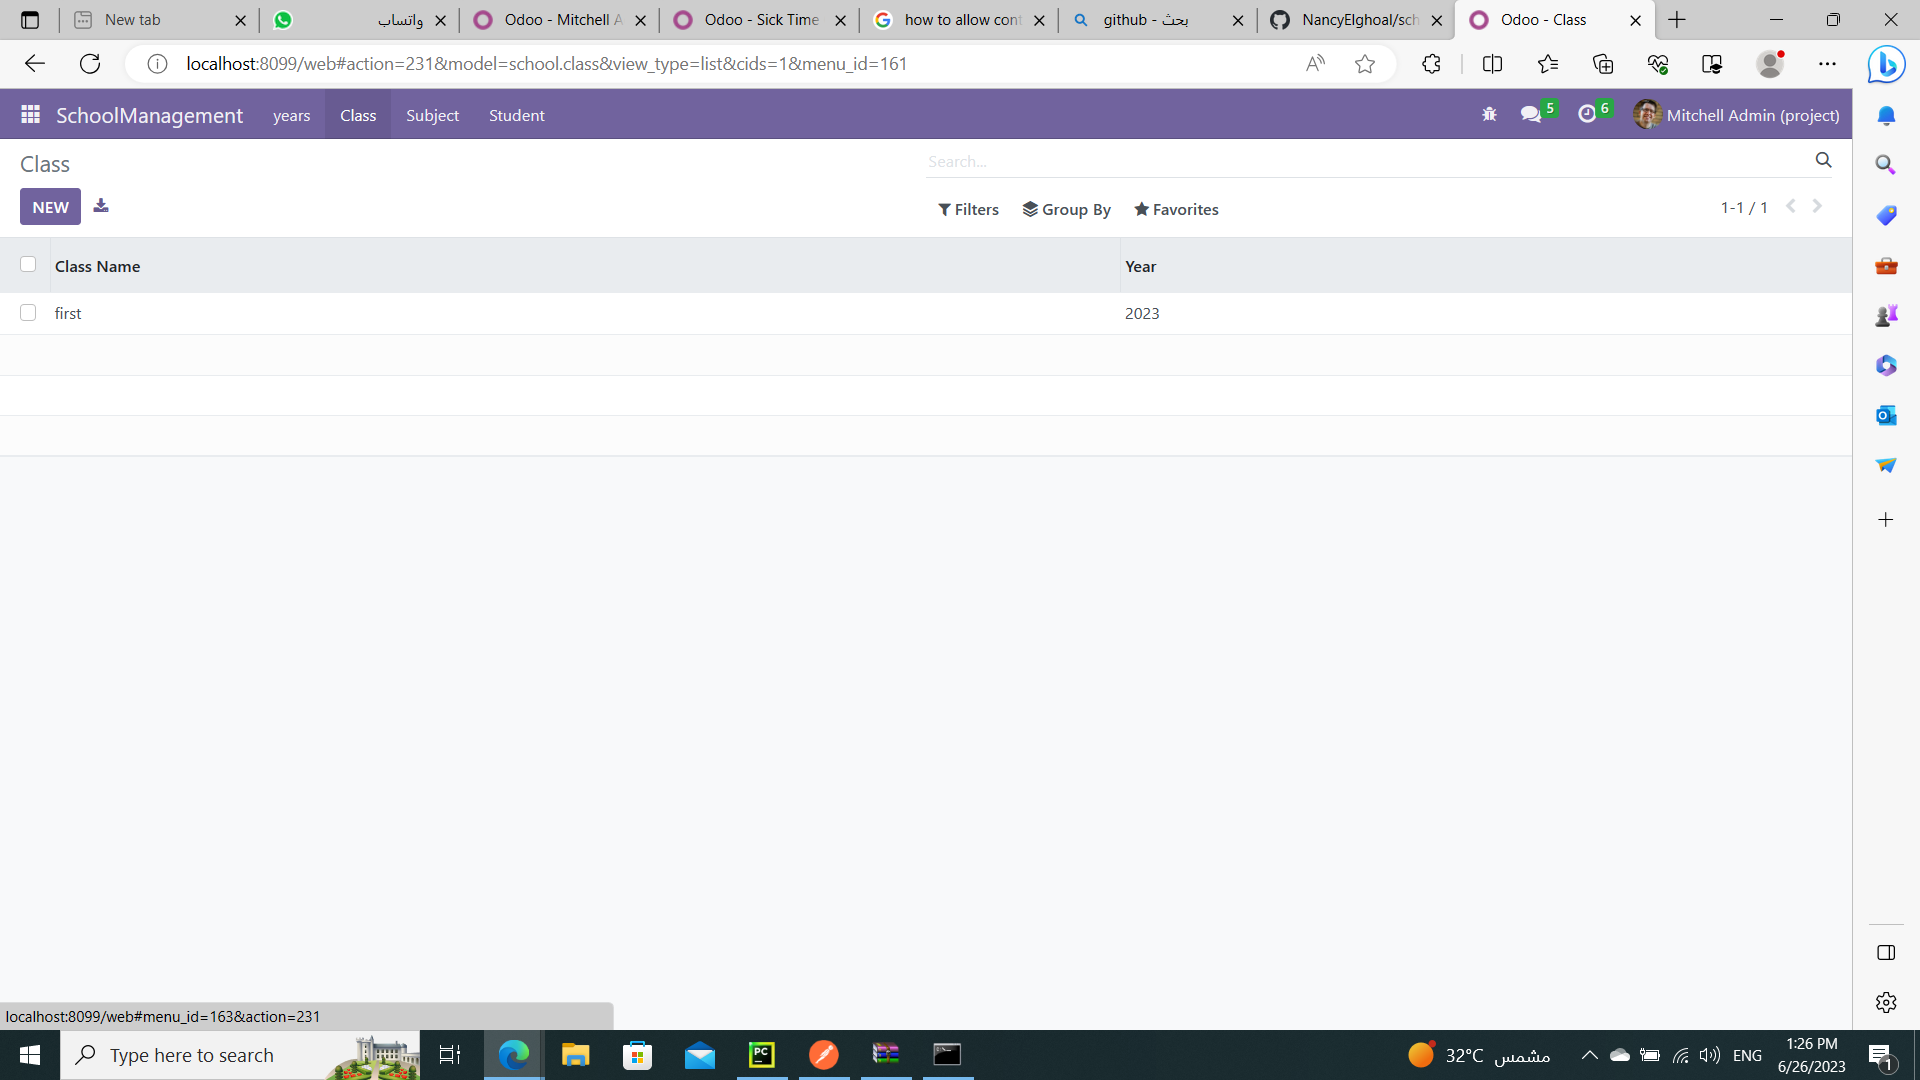 New tab
واتساب
Odoo - Mitchell A
Odoo - Sick Time
how to allow cont
github - بحث
NancyElghoal/sch
Odoo - Class
localhost:8099/web#action=231&model=school.class&view_type=list&cids=1&menu_id=161
SchoolManagement years Class Subject Student 5 6 Mitchell Admin (project)
Class
Search...
NEW
Filters Group By Favorites 1-1 / 1
Class Name Year
first 2023
localhost:8099/web#menu_id=163&action=231
Type here to search
PC
32°C مشمس
ENG
1:26 PM
6/26/2023
1